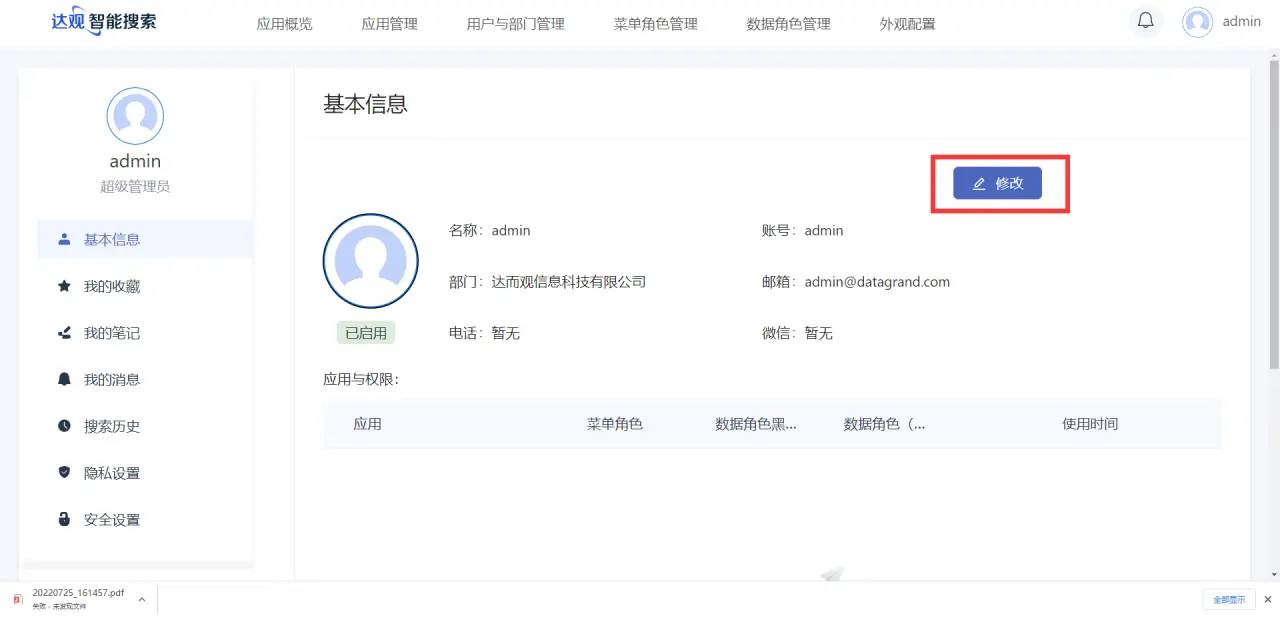 达观智能搜索 应用概览 应用管理 用户与部门管理 菜单角色管理 数据角色管理 外观配置 admin
admin
超级管理员
基本信息
我的收藏
我的笔记
我的消息
搜索历史
隐私设置
安全设置
基本信息
修改
名称：admin 账号：admin
部门：达而观信息科技有限公司 邮箱：admin@datagrand.com
已启用 电话：暂无 微信：暂无
应用与权限：
应用 菜单角色 数据角色黑... 数据角色（... 使用时间
20220725_161457.pdf
失败 - 未发现文件
全部显示